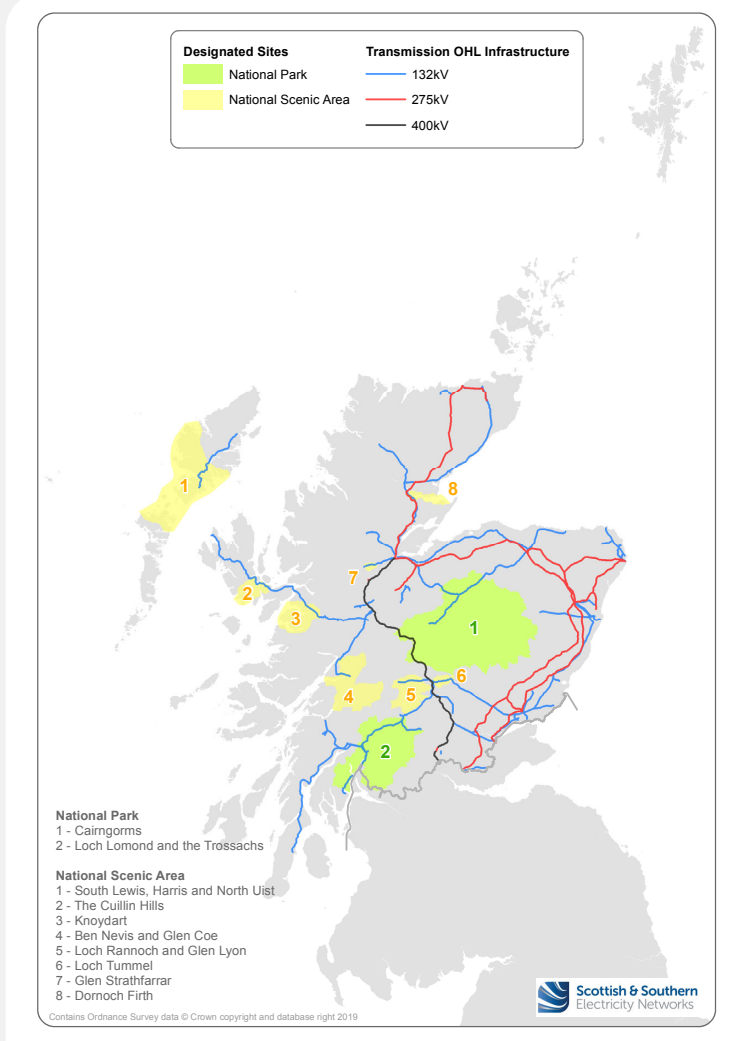 Designated Sites
National Park
National Scenic Area
Transmission OHL Infrastructure
132kV
275kV
400kV
1
8
7
2
3
1
6
4
5
2
National Park
1 - Cairngorms
2 - Loch Lomond and the Trossachs
National Scenic Area
1 - South Lewis, Harris and North Uist
2 - The Cuillin Hills
3 - Knoydart
4 - Ben Nevis and Glen Coe
5 - Loch Rannoch and Glen Lyon
6 - Loch Tummel
7 - Glen Strathfarrar
8 - Dornoch Firth
Contains Ordnance Survey data © Crown copyright and database right 2019
Scottish & Southern
Electricity Networks